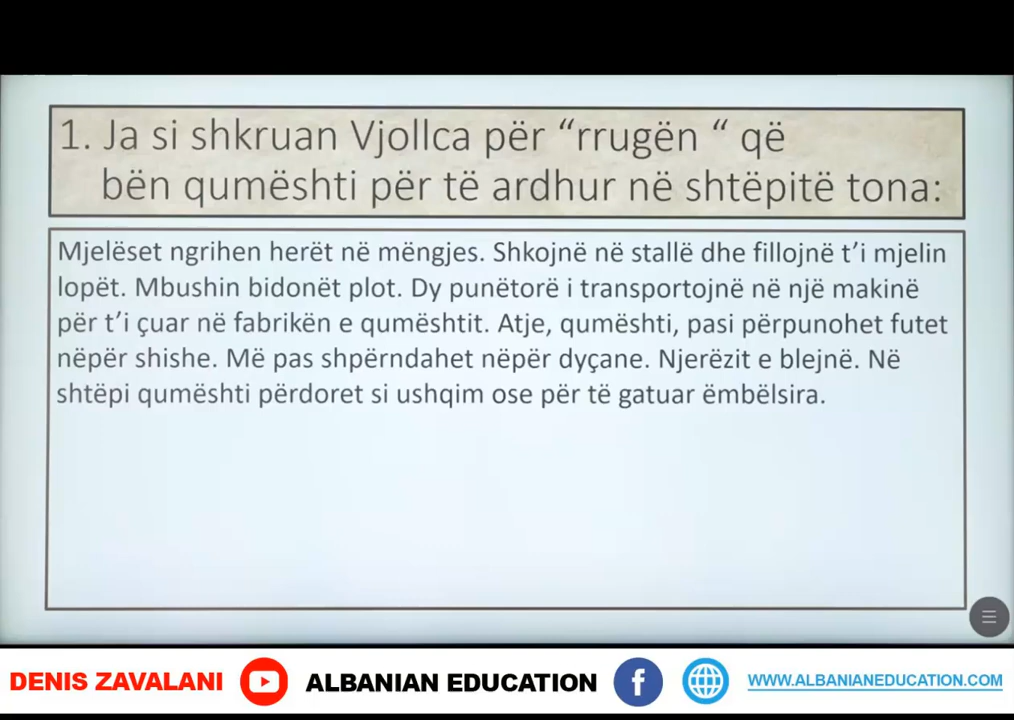 1. Ja si shkruan Vjollca për “rrugën “ që
bën qumështi për të ardhur në shtëpitë tona:
Mjelëset ngrihen herët në mëngjes. Shkojnë në stallë dhe fillojnë t’i mjelin
lopët. Mbushin bidonët plot. Dy punëtorë i transportojnë në një makinë
për t’i çuar në fabrikën e qumështit. Atje, qumështi, pasi përpunohet futet
nëpër shishe. Më pas shpërndahet nëpër dyçane. Njerëzit e blejnë. Në
shtëpi qumështi përdoret si ushqim ose për të gatuar ëmbëlsira.
DENIS ZAVALANI ALBANIAN EDUCATION f WWW.ALBANIANEDUCATION.COM